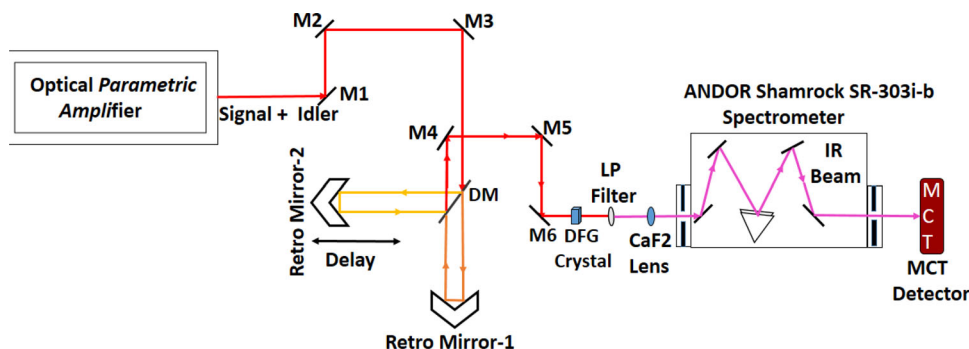 M2
M3
Optical Parametric
Amplifier
M1
Signal + Idler
ANDOR Shamrock SR-303i-b
Spectrometer
M4
M5
LP
Filter
IR
Beam
Retro Mirror-2
DM
M6
DFG
Crystal
CaF2
Lens
M
C
T
MCT
Detector
Delay
Retro Mirror-1